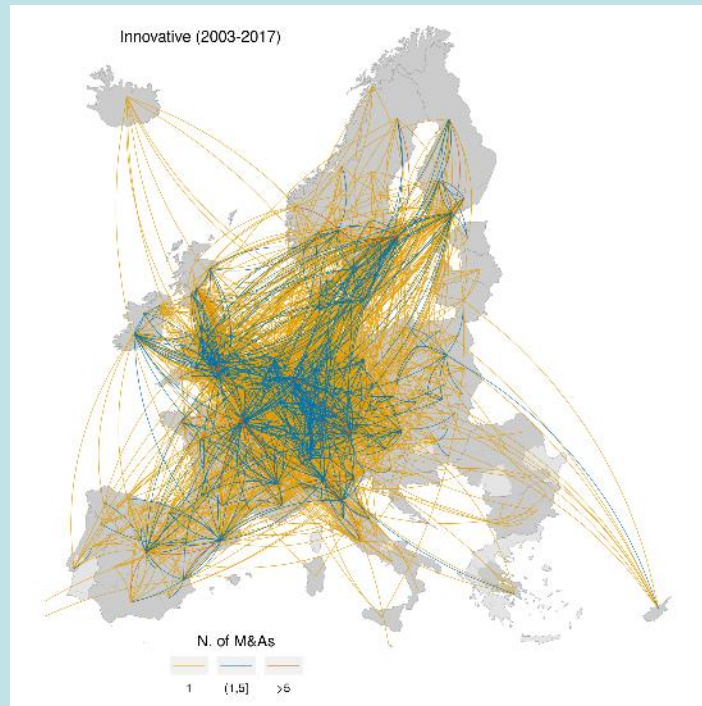 Innovative (2003-2017)
N. of M&As
1 (1,5] >5